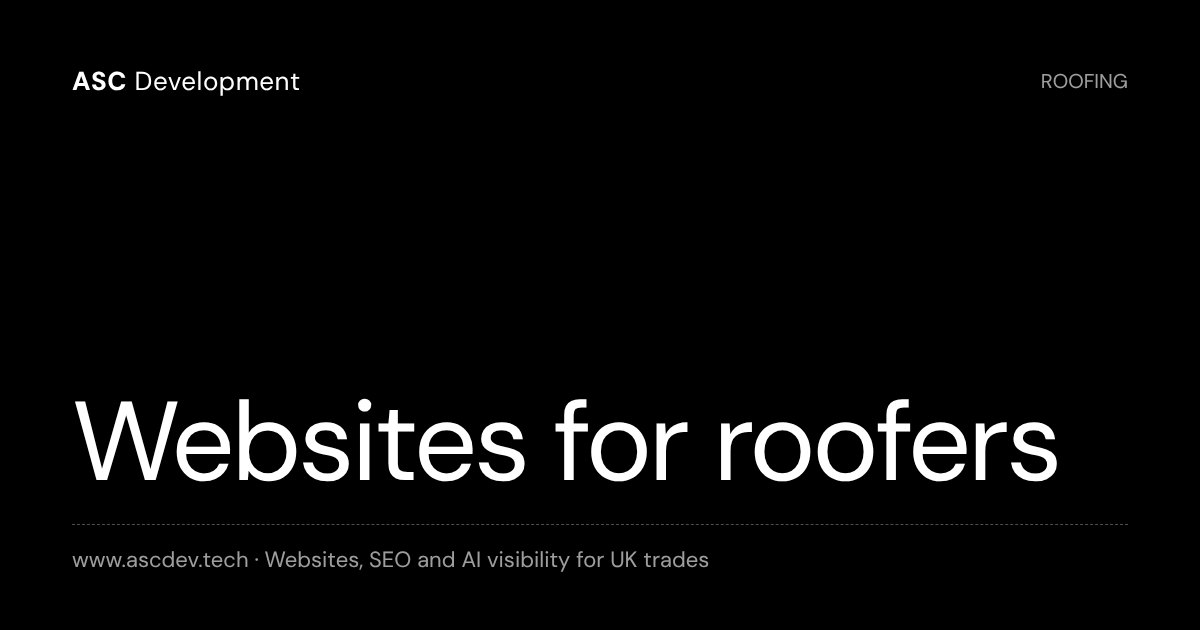 ASC Development
ROOFING
Websites for roofers
www.ascdev.tech · Websites, SEO and AI visibility for UK trades